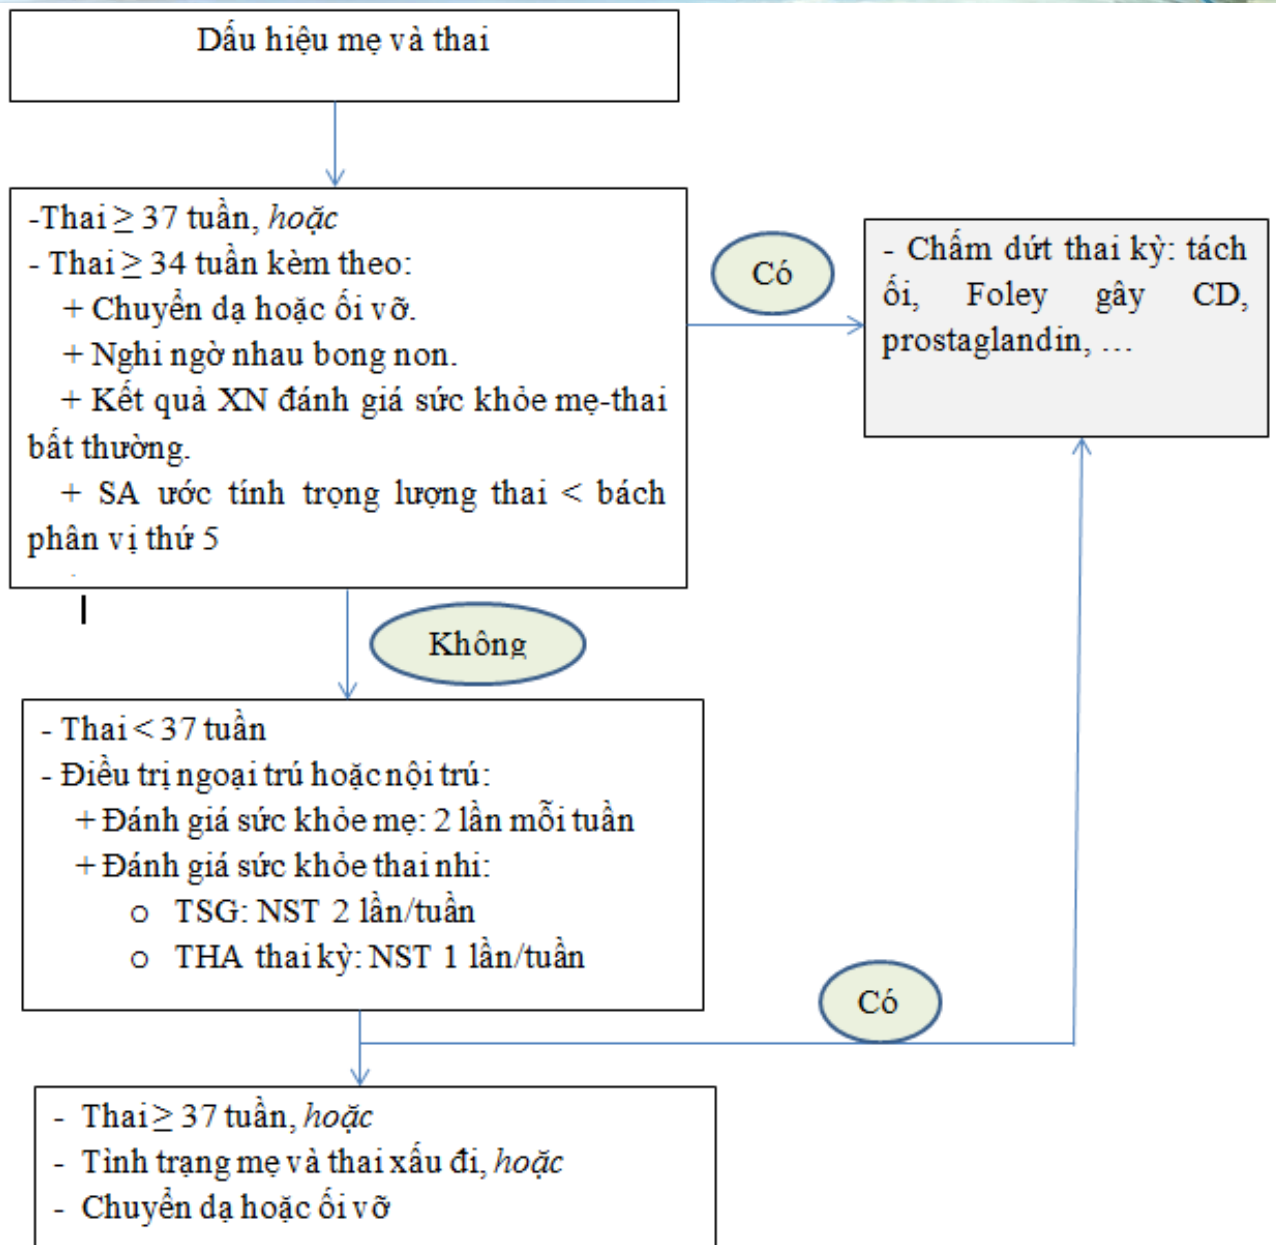 Dấu hiệu mẹ và thai
-Thai ≥ 37 tuần, hoặc
- Thai ≥ 34 tuần kèm theo:
+ Chuyển dạ hoặc ối vỡ.
+ Nghi ngờ nhau bong non.
+ Kết quả XN đánh giá sức khỏe mẹ-thai
bất thường.
+ SA ước tính trọng lượng thai < bách
phân vị thứ 5
Có
- Chấm dứt thai kỳ: tách
ối, Foley gây CD,
prostaglandin, ...
Không
- Thai < 37 tuần
- Điều trị ngoại trú hoặc nội trú:
+ Đánh giá sức khỏe mẹ: 2 lần mỗi tuần
+ Đánh giá sức khỏe thai nhi:
o TSG: NST 2 lần/tuần
o THA thai kỳ: NST 1 lần/tuần
Có
- Thai ≥ 37 tuần, hoặc
- Tình trạng mẹ và thai xấu đi, hoặc
- Chuyển dạ hoặc ối vỡ